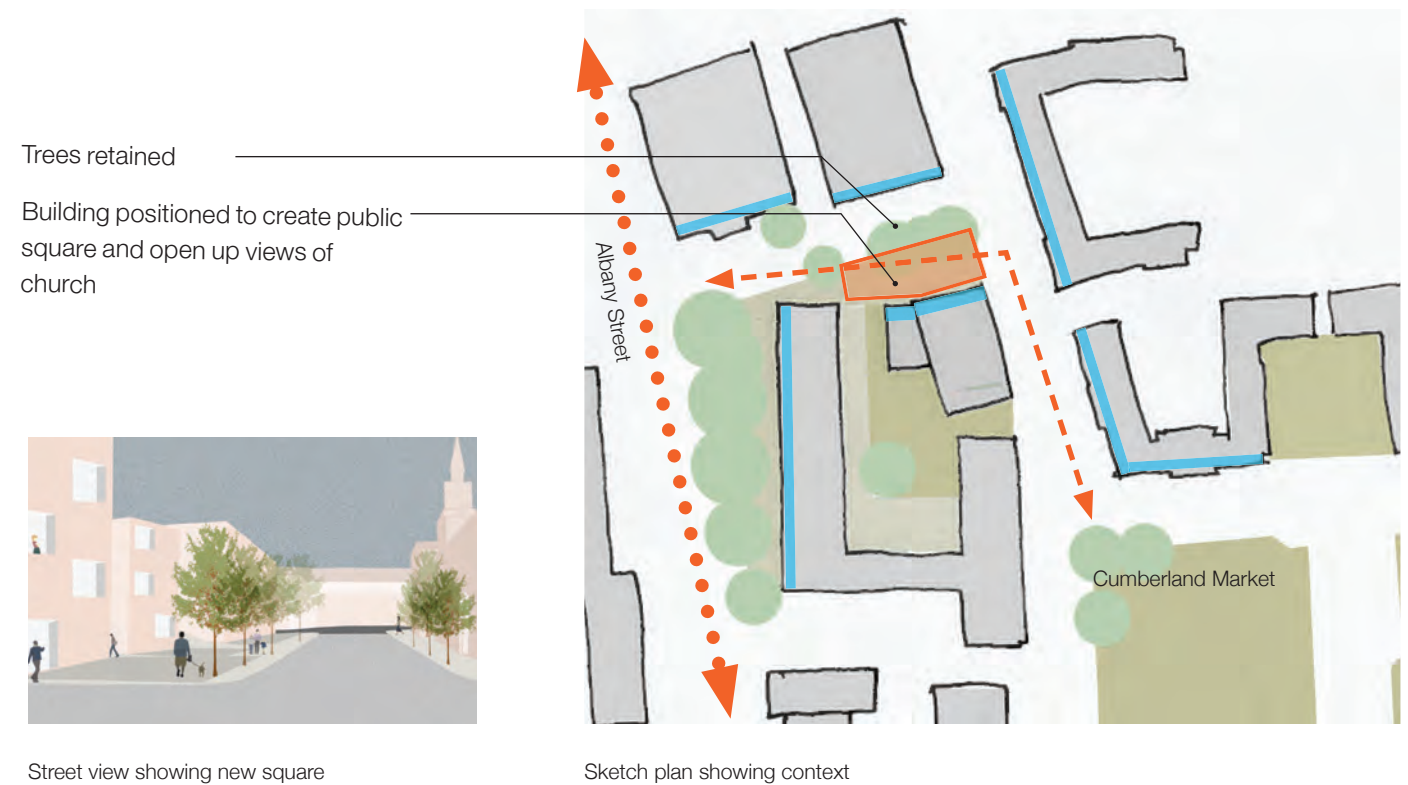 Trees retained
Building positioned to create public
square and open up views of
church
Albany Street
Cumberland Market
Street view showing new square
Sketch plan showing context